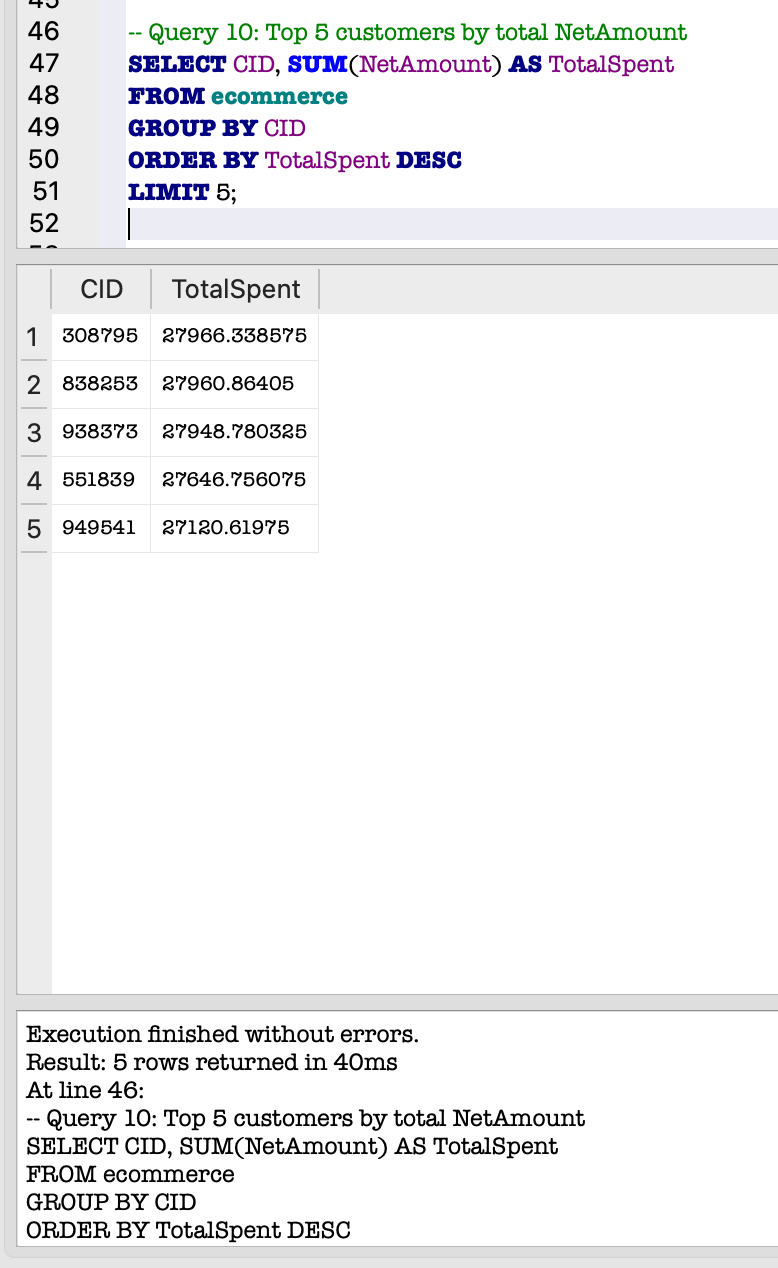 46 -- Query 10: Top 5 customers by total NetAmount
47 SELECT CID, SUM(NetAmount) AS TotalSpent
48 FROM ecommerce
49 GROUP BY CID
50 ORDER BY TotalSpent DESC
51 LIMIT 5;
52
CID TotalSpent
1 308795 27966.338575
2 838253 27960.86405
3 938373 27948.780325
4 551839 27646.756075
5 949541 27120.61975
Execution finished without errors.
Result: 5 rows returned in 40ms
At line 46:
-- Query 10: Top 5 customers by total NetAmount
SELECT CID, SUM(NetAmount) AS TotalSpent
FROM ecommerce
GROUP BY CID
ORDER BY TotalSpent DESC